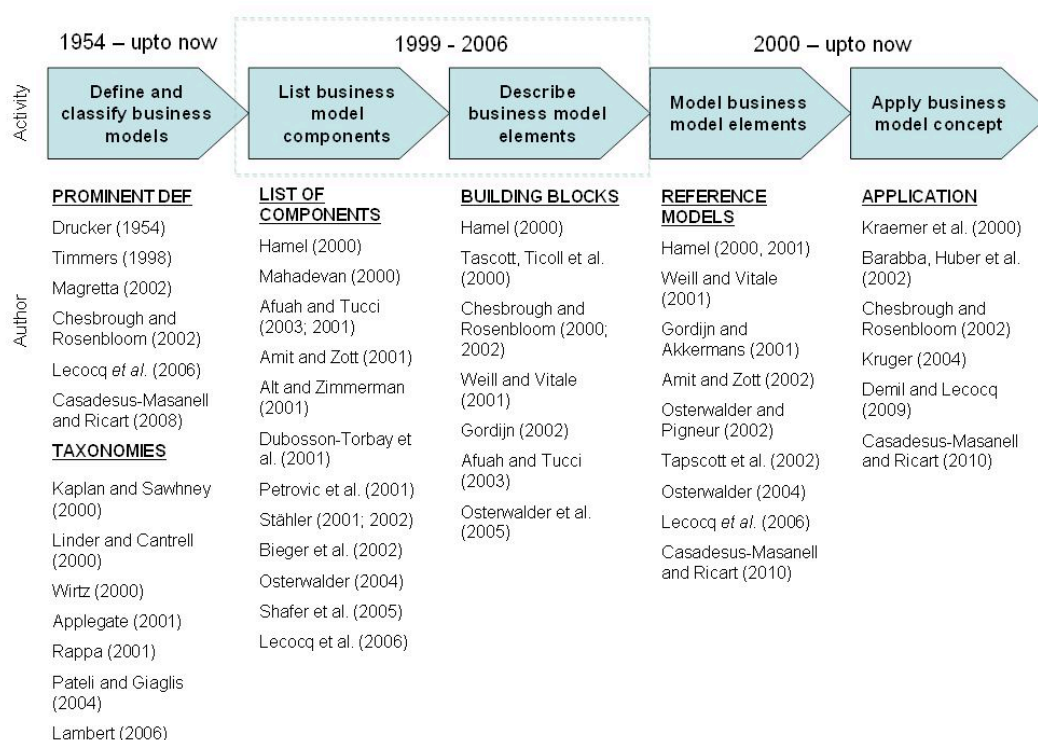 1954 – upto now
1999 - 2006
2000 – upto now
Activity
Define and
classify business
models
List business
model
components
Describe
business model
elements
Model business
model elements
Apply business
model concept
Author
PROMINENT DEF
Drucker (1954)
Timmers (1998)
Magretta (2002)
Chesbrough and
Rosenbloom (2002)
Lecocq et al. (2006)
Casadesus-Masanell
and Ricart (2008)
TAXONOMIES
Kaplan and Sawhney
(2000)
Linder and Cantrell
(2000)
Wirtz (2000)
Applegate (2001)
Rappa (2001)
Pateli and Giaglis
(2004)
Lambert (2006)
LIST OF
COMPONENTS
Hamel (2000)
Mahadevan (2000)
Afuah and Tucci
(2003; 2001)
Amit and Zott (2001)
Alt and Zimmerman
(2001)
Dubosson-Torbay et
al. (2001)
Petrovic et al. (2001)
Stähler (2001; 2002)
Bieger et al. (2002)
Osterwalder (2004)
Shafer et al. (2005)
Lecocq et al. (2006)
BUILDING BLOCKS
Hamel (2000)
Tascott, Ticoll et al.
(2000)
Chesbrough and
Rosenbloom (2000;
2002)
Weill and Vitale
(2001)
Gordijn (2002)
Afuah and Tucci
(2003)
Osterwalder et al.
(2005)
REFERENCE
MODELS
Hamel (2000, 2001)
Weill and Vitale
(2001)
Gordijn and
Akkermans (2001)
Amit and Zott (2002)
Osterwalder and
Pigneur (2002)
Tapscott et al. (2002)
Osterwalder (2004)
Lecocq et al. (2006)
Casadesus-Masanell
and Ricart (2010)
APPLICATION
Kraemer et al. (2000)
Barabba, Huber et al.
(2002)
Chesbrough and
Rosenbloom (2002)
Kruger (2004)
Demil and Lecocq
(2009)
Casadesus-Masanell
and Ricart (2010)